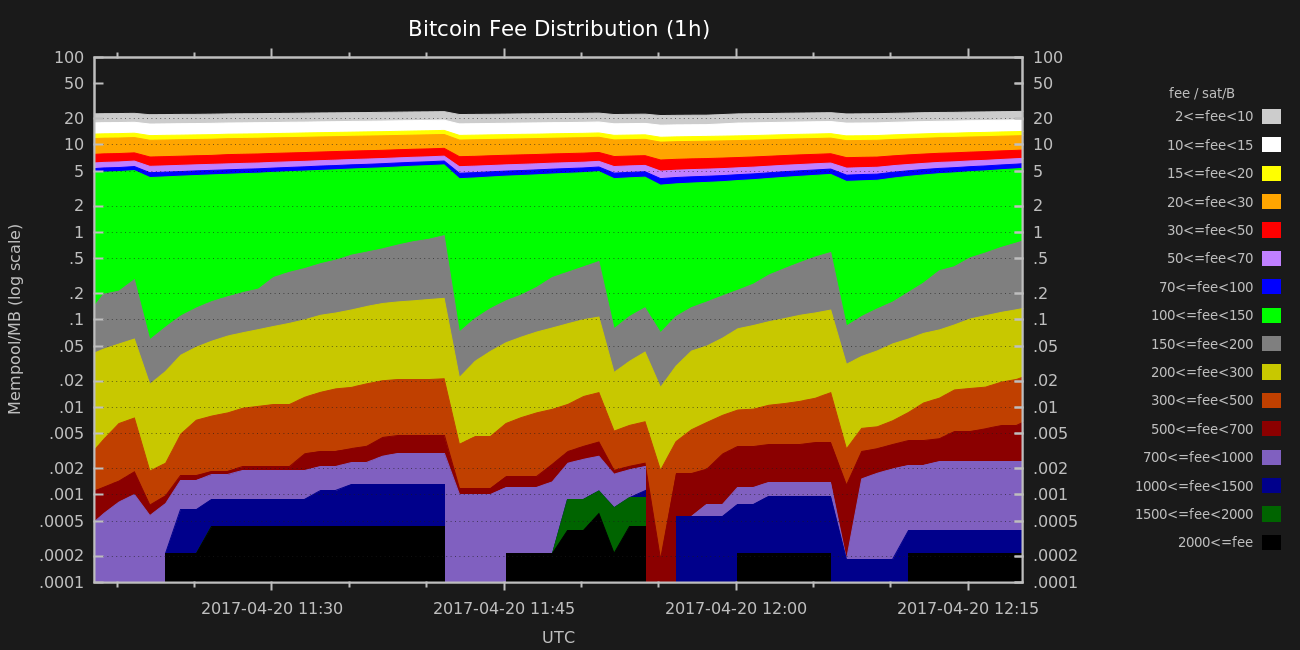 Bitcoin Fee Distribution (1h)
100
50
20
10
5
2
1
.5
.2
.1
.05
.02
.01
.005
.002
.001
.0005
.0002
.0001
Mempool/MB (log scale)
100
50
20
10
5
2
1
.5
.2
.1
.05
.02
.01
.005
.002
.001
.0005
.0002
.0001
2017-04-20 11:30
2017-04-20 11:45
2017-04-20 12:00
2017-04-20 12:15
UTC
fee / sat/B
2<=fee<10
10<=fee<15
15<=fee<20
20<=fee<30
30<=fee<50
50<=fee<70
70<=fee<100
100<=fee<150
150<=fee<200
200<=fee<300
300<=fee<500
500<=fee<700
700<=fee<1000
1000<=fee<1500
1500<=fee<2000
2000<=fee